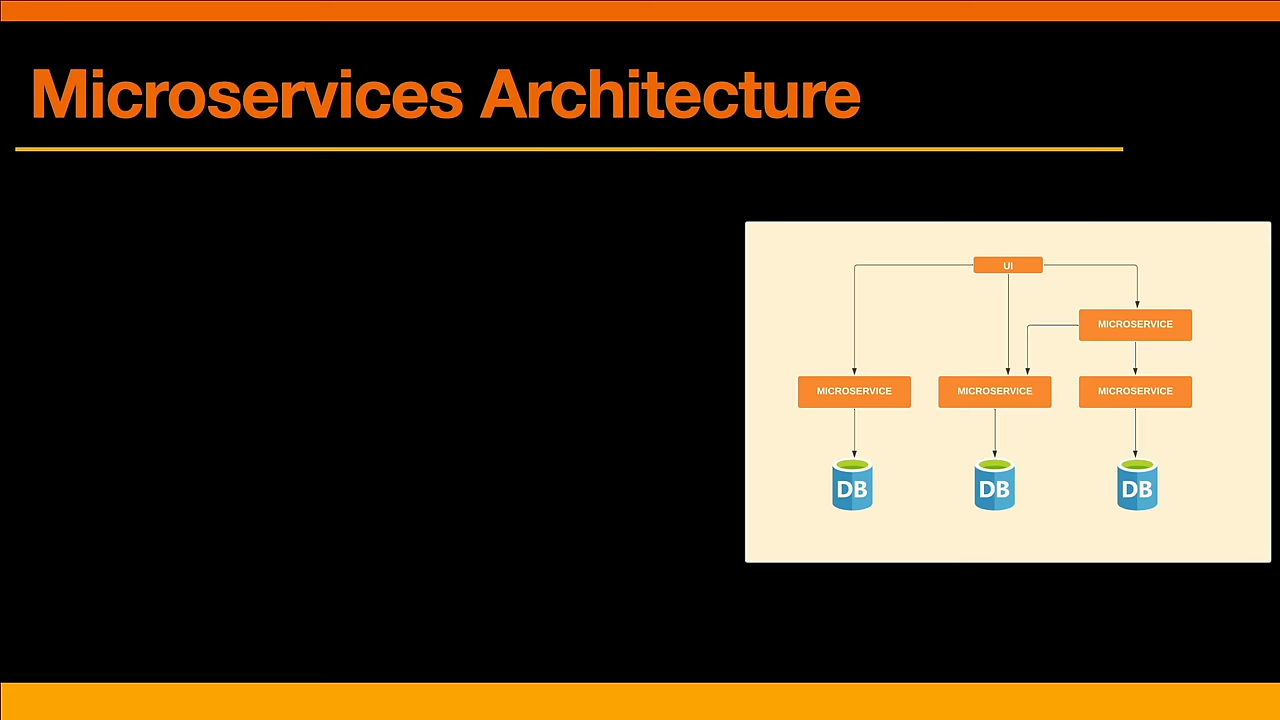 Microservices Architecture
UI
MICROSERVICE
MICROSERVICE
MICROSERVICE
MICROSERVICE
DB
DB
DB